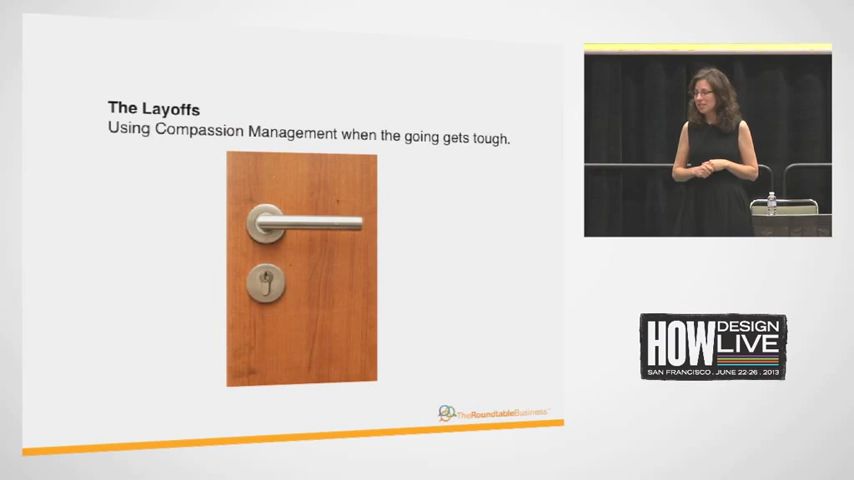 The Layoffs
Using Compassion Management when the going gets tough.
TheRoundtableBusiness™
HOW DESIGN LIVE
SAN FRANCISCO . JUNE 22-26 . 2013